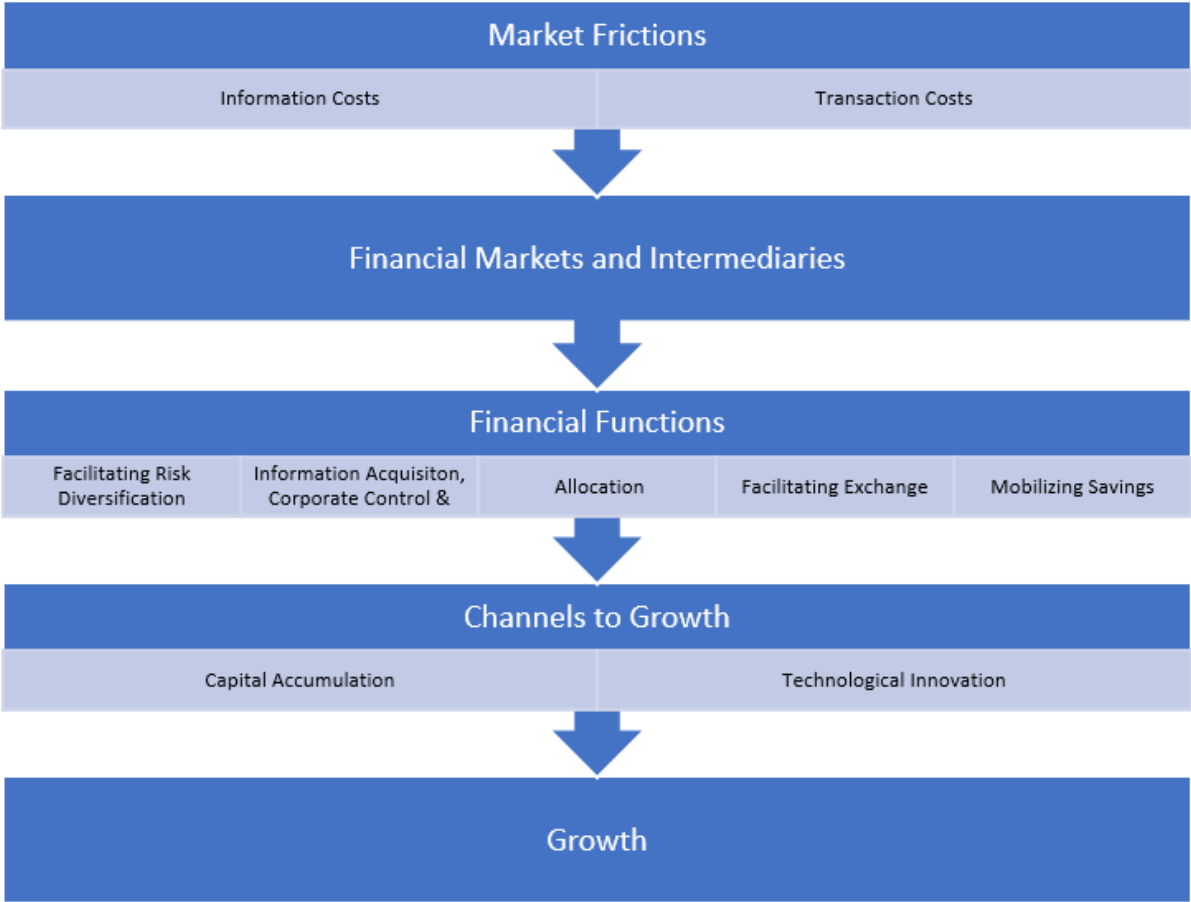 Market Frictions
Information Costs
Transaction Costs
Financial Markets and Intermediaries
Financial Functions
Facilitating Risk
Diversification
Information Acquisiton,
Corporate Control &
Allocation
Facilitating Exchange
Mobilizing Savings
Channels to Growth
Capital Accumulation
Technological Innovation
Growth